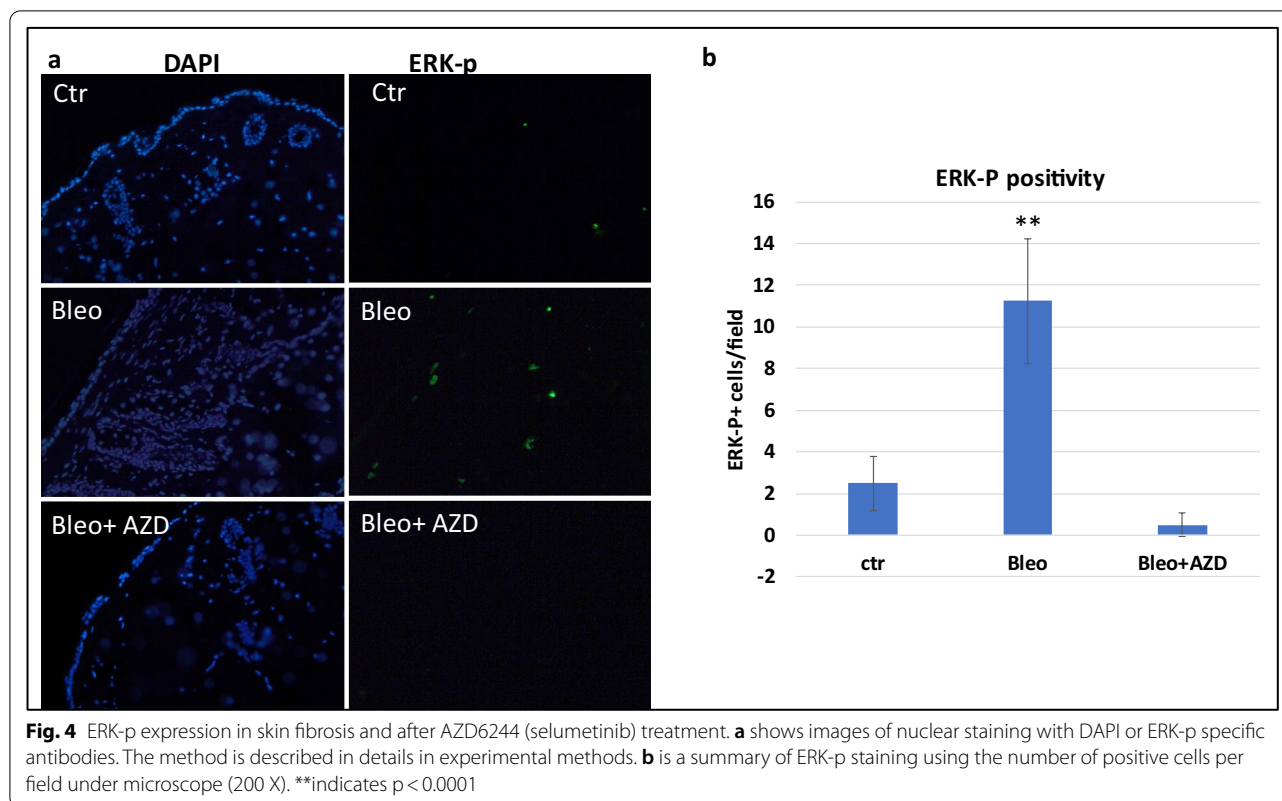 a
DAPI
ERK-p
Ctr
Ctr
Bleo
Bleo
Bleo+ AZD
Bleo+ AZD
b
ERK-P positivity
ERK-P+ cells/field
16
14
12
10
8
6
4
2
0
-2
**
ctr
Bleo
Bleo+AZD
Fig. 4 ERK-p expression in skin fibrosis and after AZD6244 (selumetinib) treatment. a shows images of nuclear staining with DAPI or ERK-p specific
antibodies. The method is described in details in experimental methods. b is a summary of ERK-p staining using the number of positive cells per
field under microscope (200 X). **indicates p < 0.0001